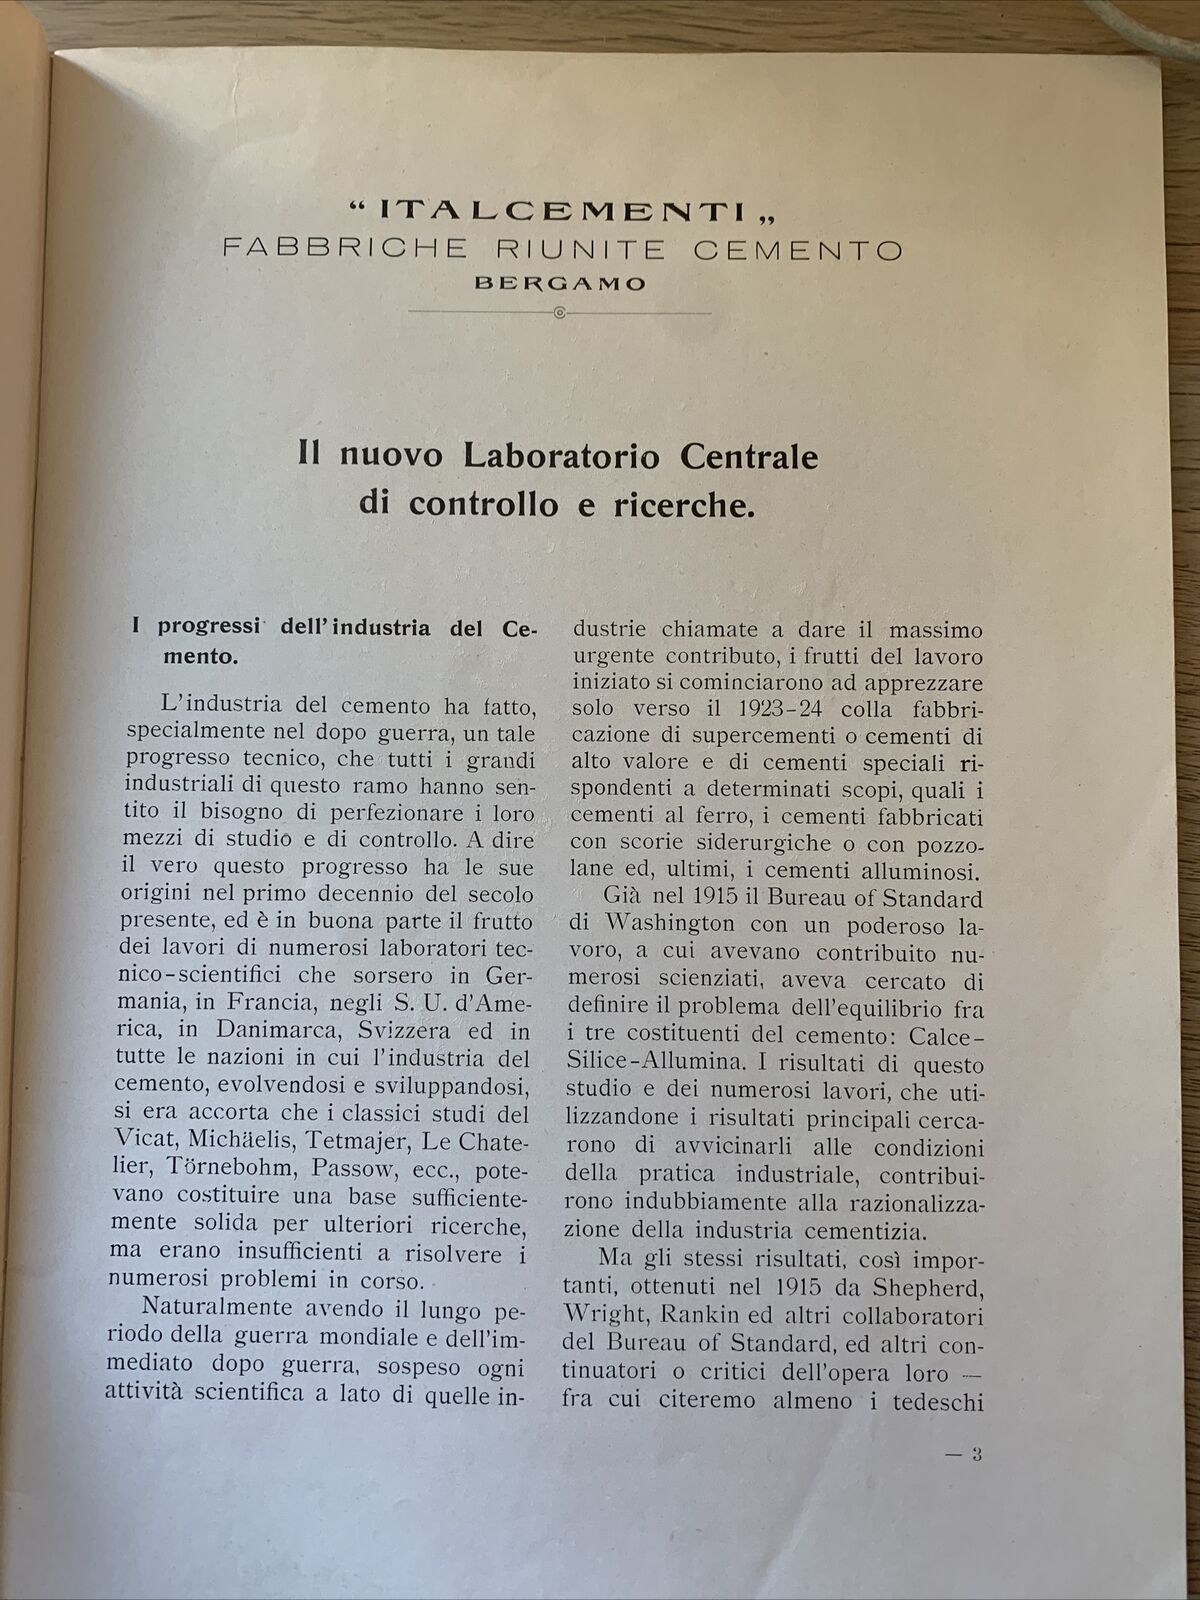 “ ITALCEMENTI „
FABBRICHE RIUNITE CEMENTO
BERGAMO
Il nuovo Laboratorio Centrale
di controllo e ricerche.
I progressi dell'industria del Ce-
mento.
L'industria del cemento ha fatto,
specialmente nel dopo guerra, un tale
progresso tecnico, che tutti i grandi
industriali di questo ramo hanno sen-
tito il bisogno di perfezionare i loro
mezzi di studio e di controllo. A dire
il vero questo progresso ha le sue
origini nel primo decennio del secolo
presente, ed è in buona parte il frutto
dei lavori di numerosi laboratori tec-
nico-scientifici che sorsero in Ger-
mania, in Francia, negli S. U. d'Ame-
rica, in Danimarca, Svizzera ed in
tutte le nazioni in cui l'industria del
cemento, evolvendosi e sviluppandosi,
si era accorta che i classici studi del
Vicat, Michäelis, Tetmajer, Le Chate-
lier, Törnebohm, Passow, ecc., pote-
vano costituire una base sufficiente-
mente solida per ulteriori ricerche,
ma erano insufficienti a risolvere i
numerosi problemi in corso.
Naturalmente avendo il lungo pe-
riodo della guerra mondiale e dell'im-
mediato dopo guerra, sospeso ogni
attività scientifica a lato di quelle in-
dustrie chiamate a dare il massimo
urgente contributo, i frutti del lavoro
iniziato si cominciarono ad apprezzare
solo verso il 1923-24 colla fabbri-
cazione di supercementi o cementi di
alto valore e di cementi speciali ri-
spondenti a determinati scopi, quali i
cementi al ferro, i cementi fabbricati
con scorie siderurgiche o con pozzo-
lane ed, ultimi, i cementi alluminosi.
Già nel 1915 il Bureau of Standard
di Washington con un poderoso la-
voro, a cui avevano contribuito nu-
merosi scienziati, aveva cercato di
definire il problema dell'equilibrio fra
i tre costituenti del cemento: Calce-
Silice-Allumina. I risultati di questo
studio e dei numerosi lavori, che uti-
lizzandone i risultati principali cerca-
rono di avvicinarli alle condizioni
della pratica industriale, contribui-
rono indubbiamente alla razionalizza-
zione della industria cementizia.
Ma gli stessi risultati, così impor-
tanti, ottenuti nel 1915 da Shepherd,
Wright, Rankin ed altri collaboratori
del Bureau of Standard, ed altri con-
tinuatori o critici dell'opera loro —
fra cui citeremo almeno i tedeschi
— 3